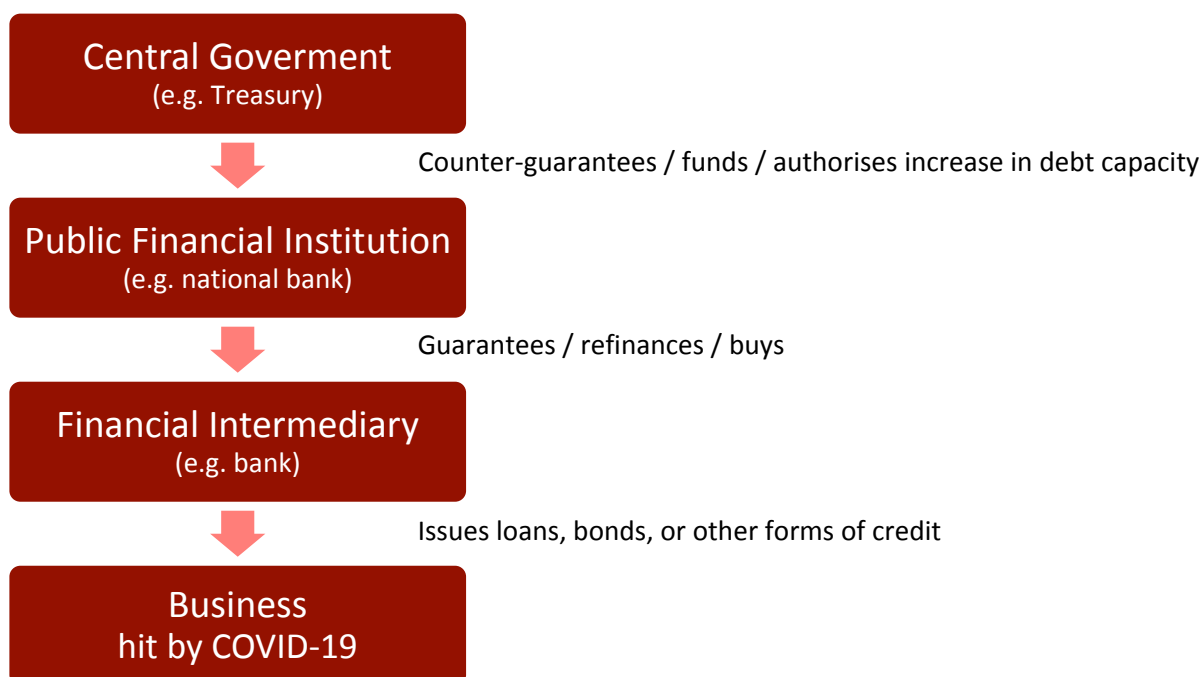 Central Goverment
(e.g. Treasury)
Counter-guarantees / funds / authorises increase in debt capacity
Public Financial Institution
(e.g. national bank)
Guarantees / refinances / buys
Financial Intermediary
(e.g. bank)
Issues loans, bonds, or other forms of credit
Business
hit by COVID-19